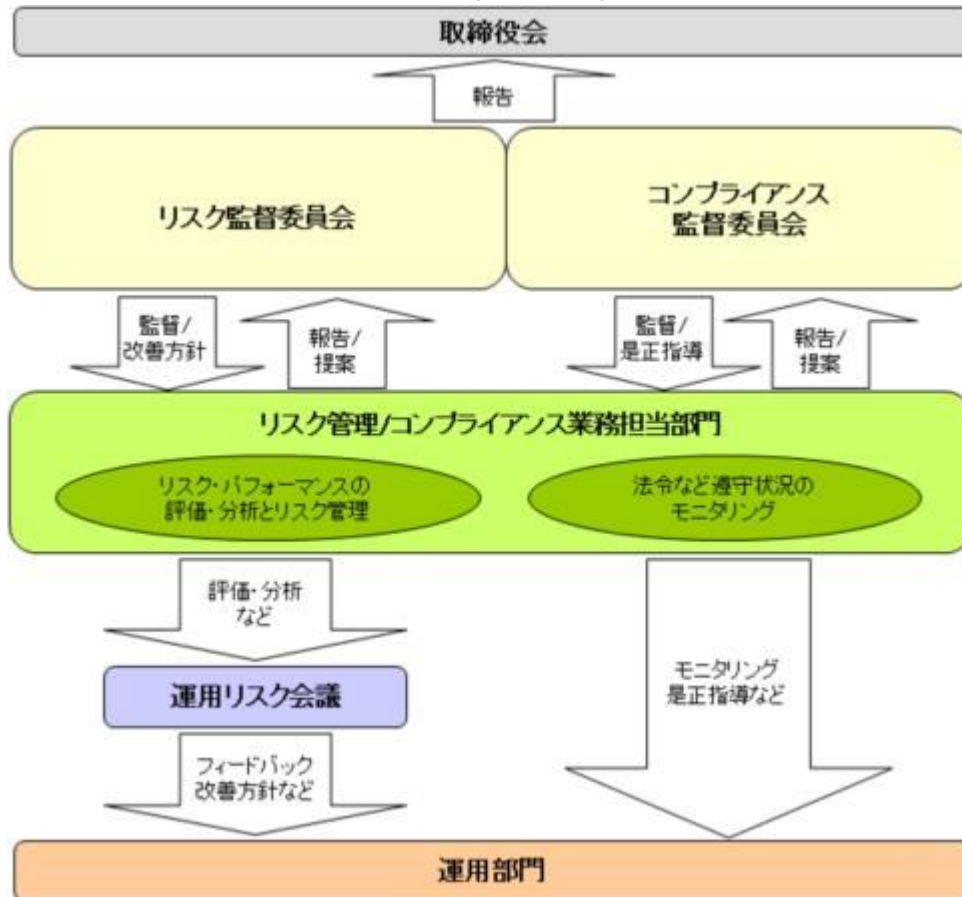 取締役会
報告
リスク監督委員会
コンプライアンス
監督委員会
監督/
改善方針
報告/
提案
監督/
是正指導
報告/
提案
リスク管理/コンプライアンス業務担当部門
リスク・パフォーマンスの
評価・分析とリスク管理
法令など遵守状況の
モニタリング
評価・分析
など
運用リスク会議
モニタリング
是正指導など
フィードバック
改善方針など
運用部門